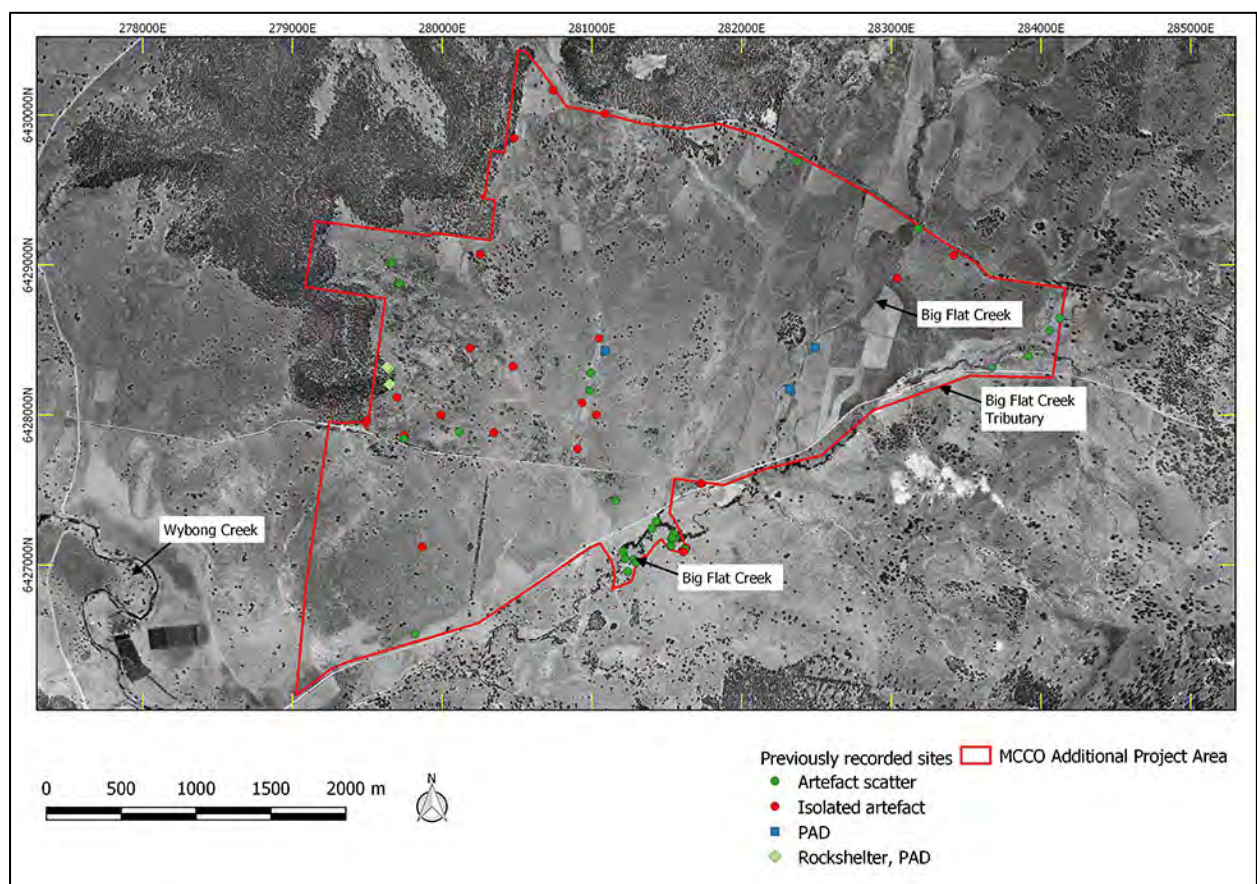 278000E
279000E
280000E
281000E
282000E
283000E
284000E
285000E
6430000N
6429000N
Big Flat Creek
6428000N
Big Flat Creek
Tributary
Wybong Creek
6427000N
Big Flat Creek
Previously recorded sites
MCCO Additional Project Area
0 500 1000 1500 2000 m
N
Artefact scatter
Isolated artefact
PAD
Rockshelter, PAD